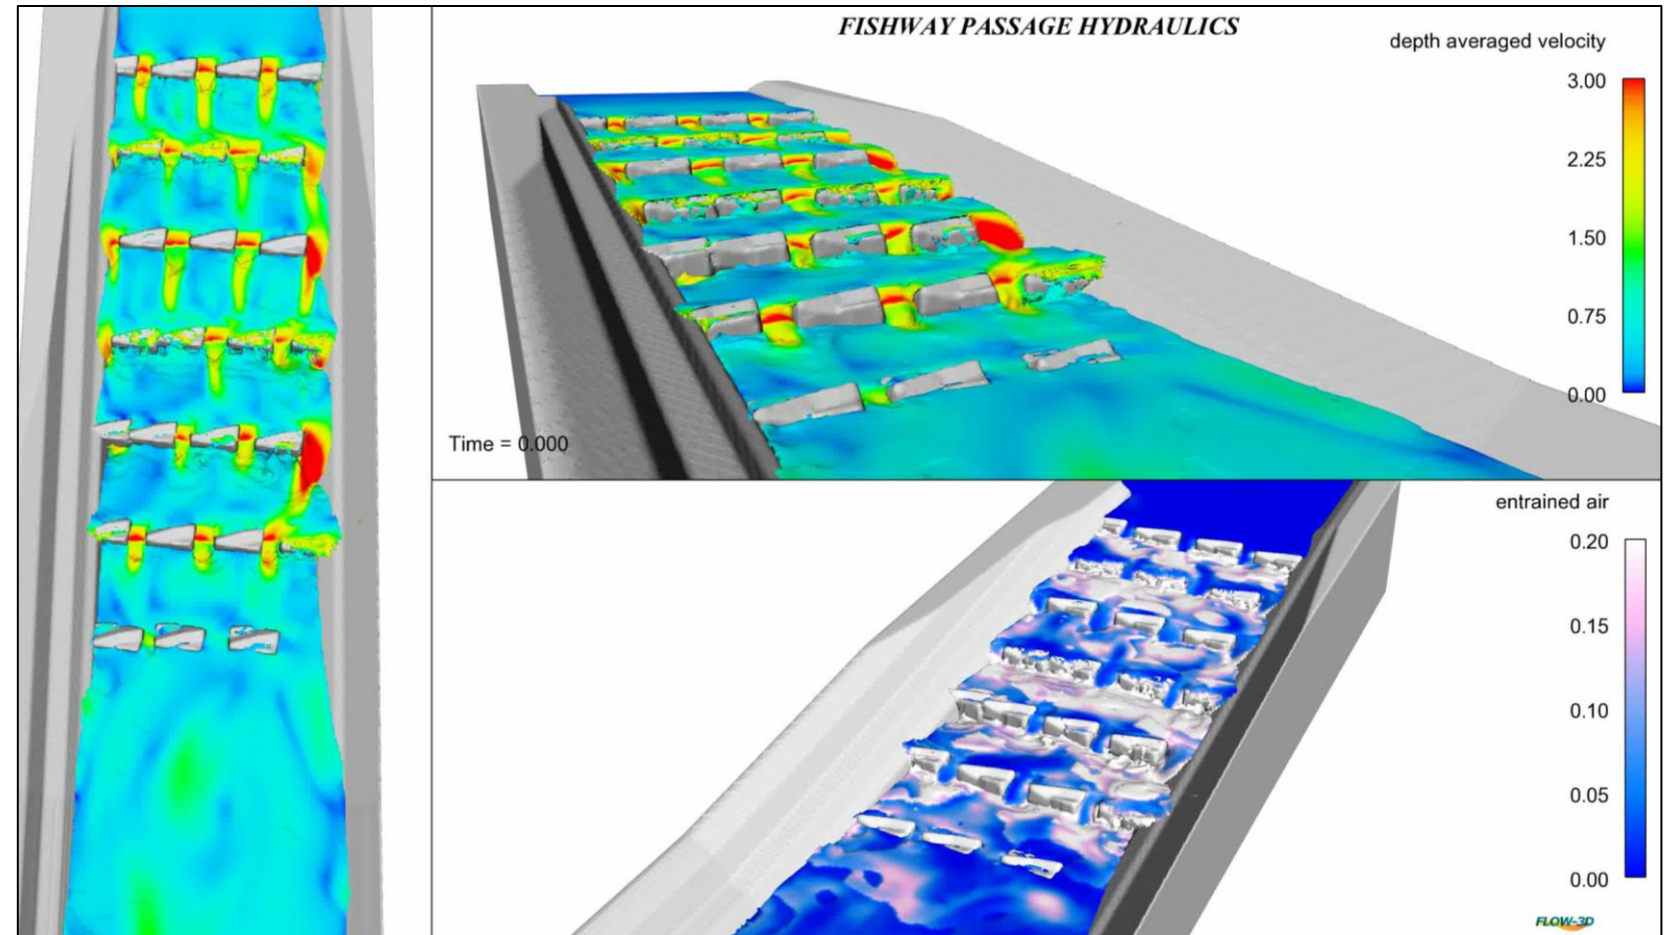 FISHWAY PASSAGE HYDRAULICS
depth averaged velocity
3.00
2.25
1.50
0.75
0.00
Time = 0.000
entrained air
0.20
0.15
0.10
0.05
0.00
FLOW-3D